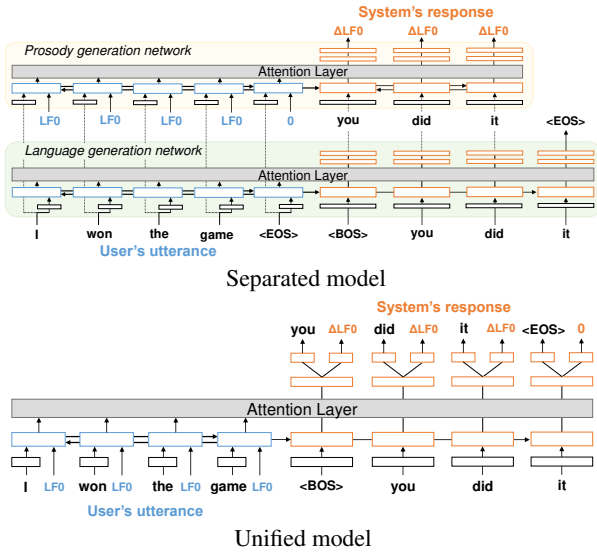 System's response
ΔLF0 ΔLF0 ΔLF0
Prosody generation network
Attention Layer
LF0 LF0 LF0 LF0 0 you did it <EOS>
Language generation network
Attention Layer
I won the game <EOS> <BOS> you did it
User's utterance
Separated model
System's response
you ΔLF0 did ΔLF0 it ΔLF0 <EOS> 0
Attention Layer
I LF0 won LF0 the LF0 game LF0 <BOS> you did it
User's utterance
Unified model